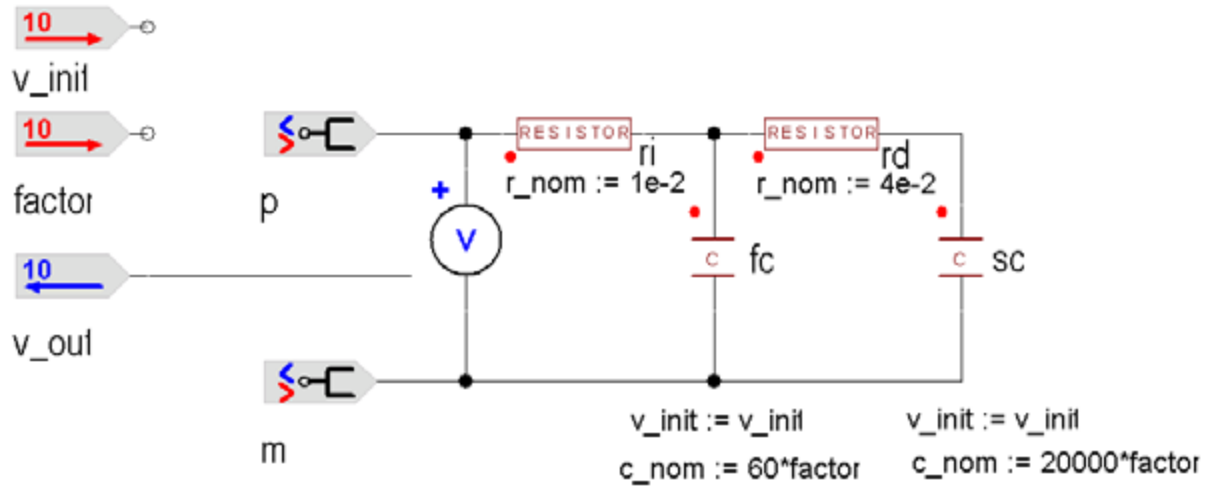 10
v_init
10
factor
10
v_out
p
m
+
V
RESISTOR
ri
r_nom := 1e-2
RESISTOR
rd
r_nom := 4e-2
C
fc
C
sc
v_init := v_init
c_nom := 60*factor
v_init := v_init
c_nom := 20000*factor